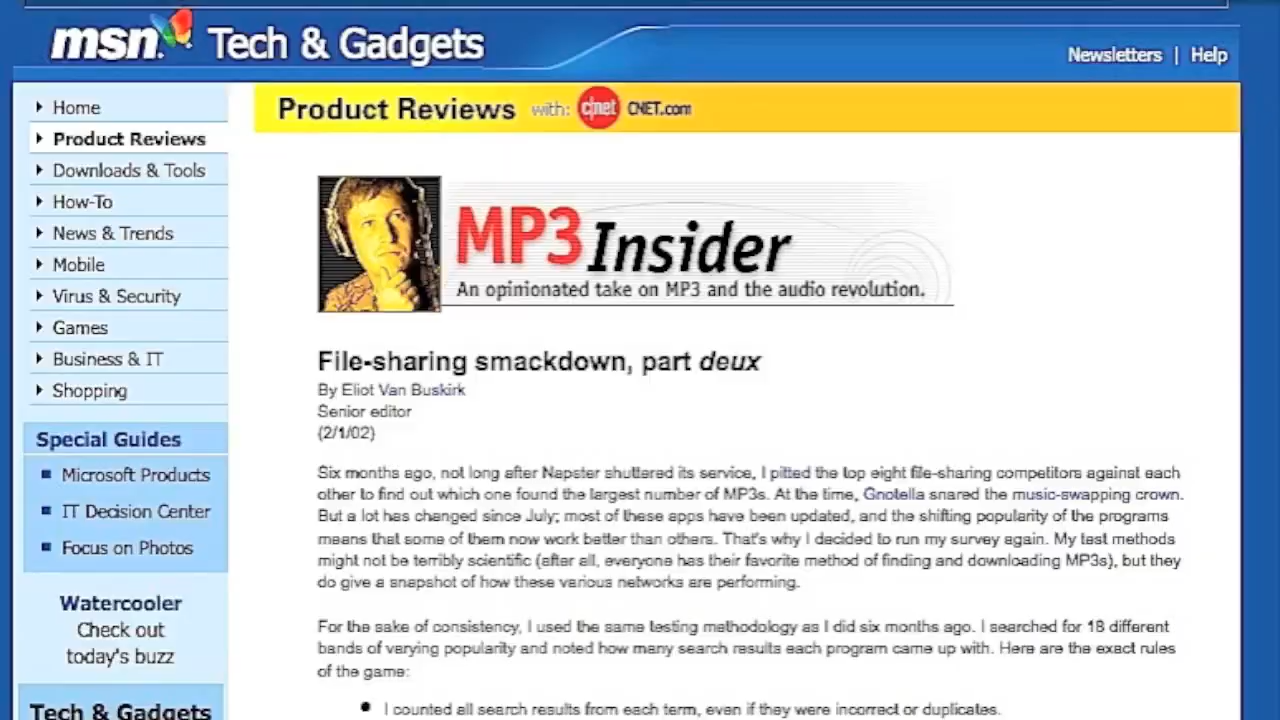 msn Tech & Gadgets
Newsletters | Help
Home
Product Reviews
Downloads & Tools
How-To
News & Trends
Mobile
Virus & Security
Games
Business & IT
Shopping
Special Guides
Microsoft Products
IT Decision Center
Focus on Photos
Watercooler
Check out
today's buzz
Tech & Gadgets
Product Reviews with: c|net CNET.com
MP3 Insider
An opinionated take on MP3 and the audio revolution.
File-sharing smackdown, part deux
By Eliot Van Buskirk
Senior editor
(2/1/02)
Six months ago, not long after Napster shuttered its service, I pitted the top eight file-sharing competitors against each
other to find out which one found the largest number of MP3s. At the time, Gnotella snared the music-swapping crown.
But a lot has changed since July; most of these apps have been updated, and the shifting popularity of the programs
means that some of them now work better than others. That's why I decided to run my survey again. My test methods
might not be terribly scientific (after all, everyone has their favorite method of finding and downloading MP3s), but they
do give a snapshot of how these various networks are performing.
For the sake of consistency, I used the same testing methodology as I did six months ago. I searched for 18 different
bands of varying popularity and noted how many search results each program came up with. Here are the exact rules
of the game:
I counted all search results from each term, even if they were incorrect or duplicates.